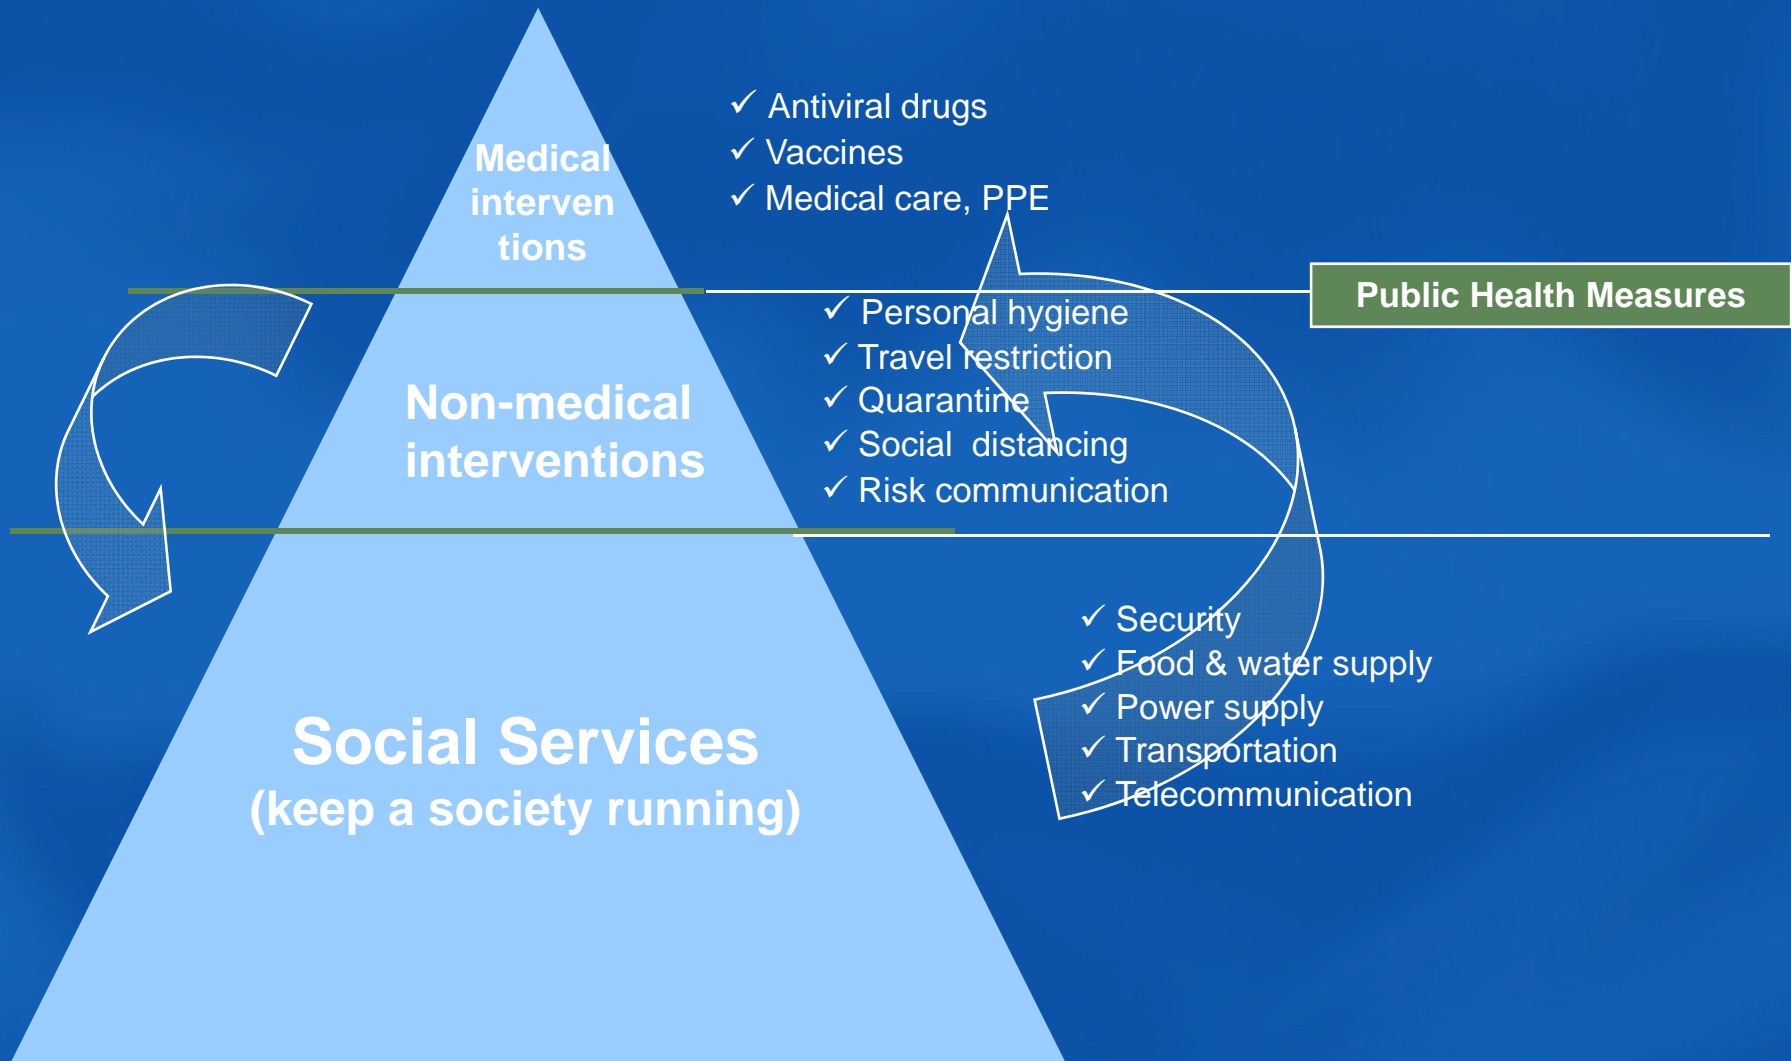 Medical
interven
tions
✓ Antiviral drugs
✓ Vaccines
✓ Medical care, PPE
Public Health Measures
Non-medical
interventions
✓ Personal hygiene
✓ Travel restriction
✓ Quarantine
✓ Social  distancing
✓ Risk communication
Social Services
(keep a society running)
✓ Security
✓ Food & water supply
✓ Power supply
✓ Transportation
✓ Telecommunication